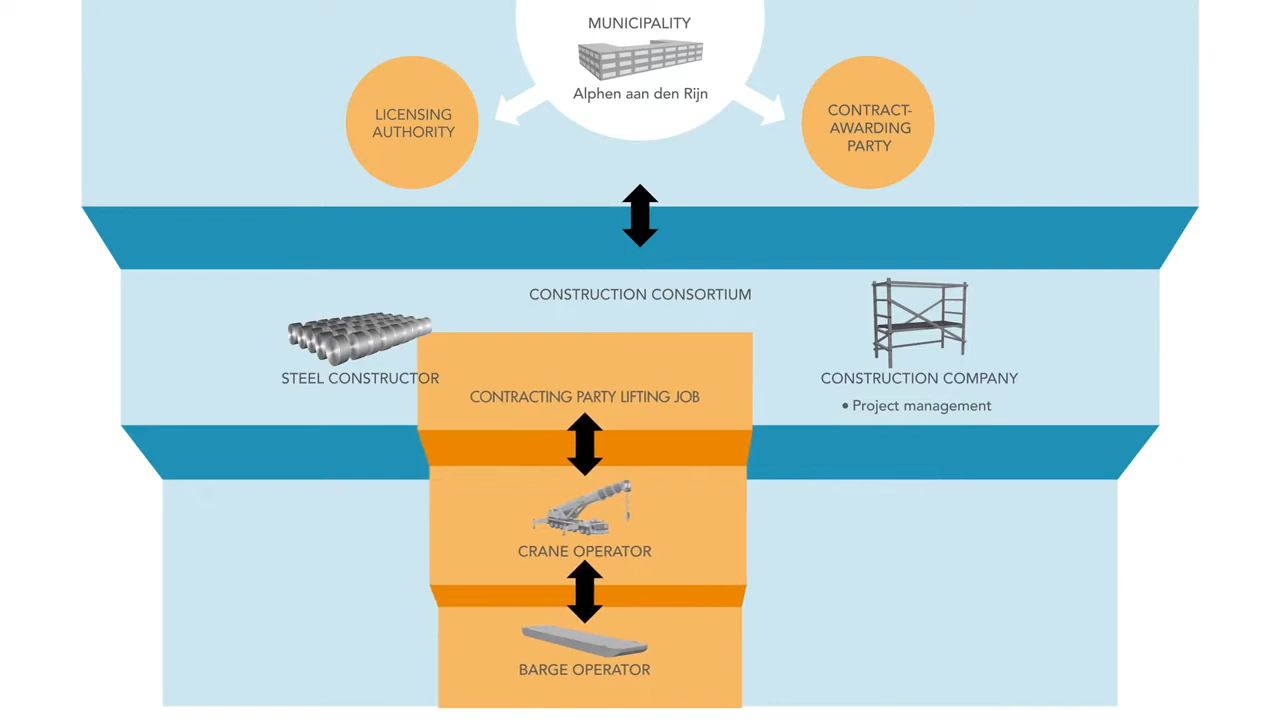 MUNICIPALITY
Alphen aan den Rijn
LICENSING
AUTHORITY
CONTRACT-
AWARDING
PARTY
CONSTRUCTION CONSORTIUM
STEEL CONSTRUCTOR
CONSTRUCTION COMPANY
• Project management
CONTRACTING PARTY LIFTING JOB
CRANE OPERATOR
BARGE OPERATOR